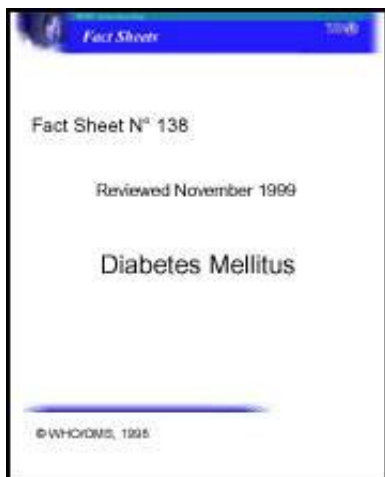 Fact Sheets
Fact Sheet N° 138
Reviewed November 1999
Diabetes Mellitus
© WHO/OMS, 1998